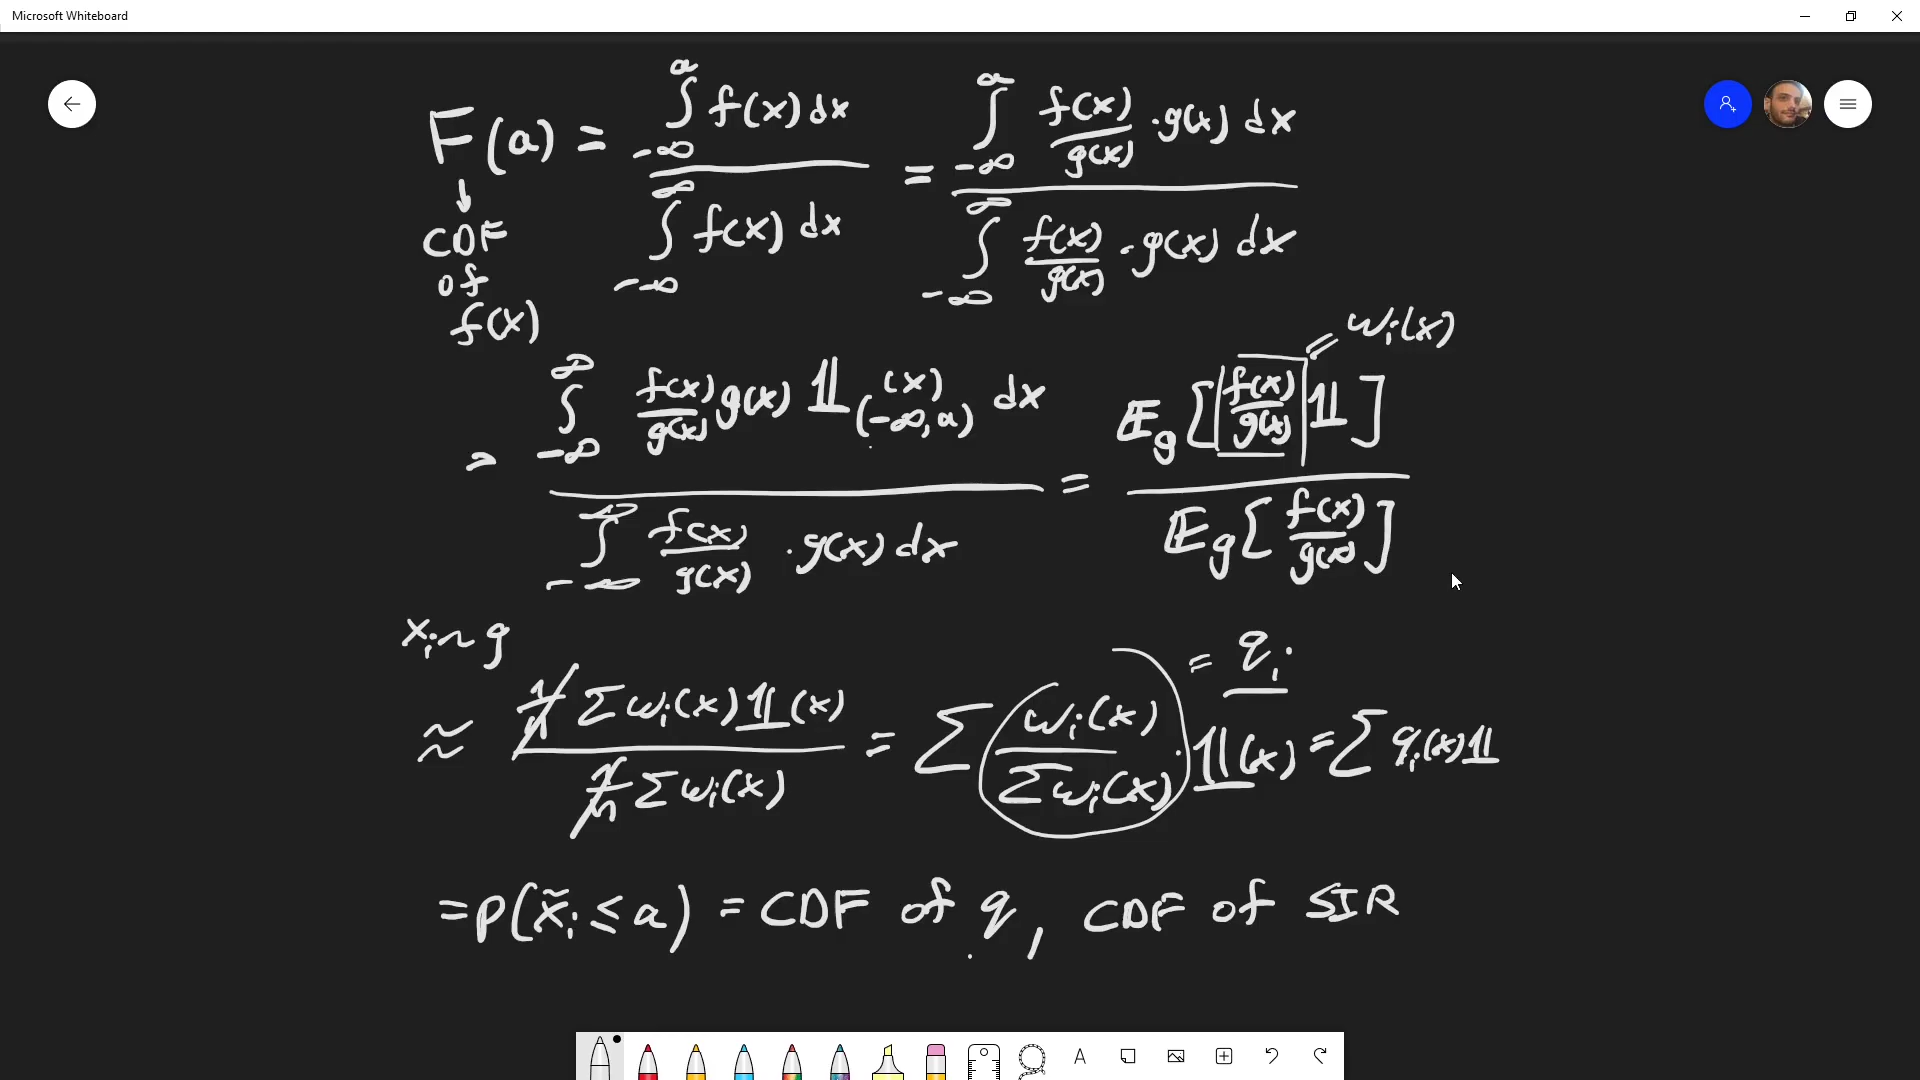 Microsoft Whiteboard
F(a) = ∫_{-∞}^{a} f(x) dx / ∫_{-∞}^{∞} f(x) dx = ∫_{-∞}^{a} f(x)/g(x) · g(x) dx / ∫_{-∞}^{∞} f(x)/g(x) · g(x) dx
↓
CDF
of
f(x)
= ∫_{-∞}^{∞} f(x)/g(x) g(x) 𝟙_{(-∞,a)}(x) dx / ∫_{-∞}^{∞} f(x)/g(x) · g(x) dx = 𝔼_g[f(x)/g(x) 𝟙] / 𝔼_g[f(x)/g(x)]
= w_i(x)
x_i ~ g
≈ 1/n Σ w_i(x) 𝟙(x) / 1/n Σ w_i(x) = Σ w_i(x) / Σ w_i(x) · 𝟙(x) = Σ q_i(x) 𝟙
= q_i
= p(x̃_i ≤ a) = CDF of q, CDF of SIR
A